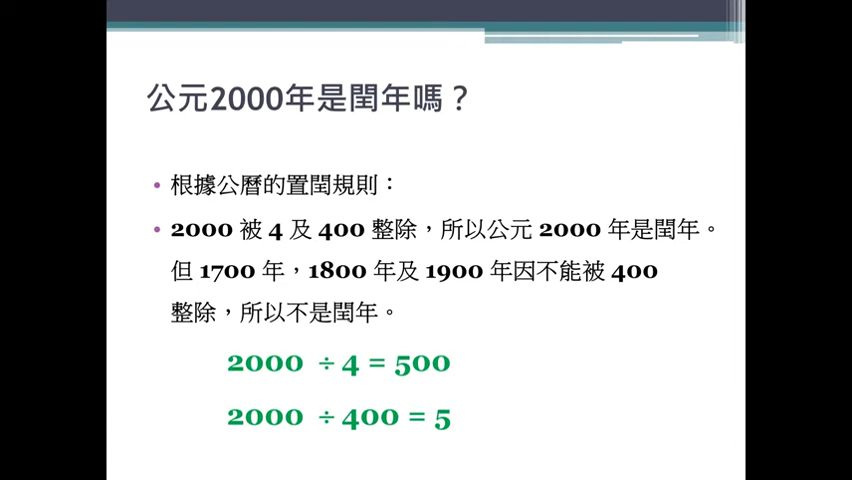 公元2000年是閏年嗎？
• 根據公曆的置閏規則：
• 2000 被 4 及 400 整除，所以公元 2000 年是閏年。
但 1700 年，1800 年及 1900 年因不能被 400
整除，所以不是閏年。
2000 ÷ 4 = 500
2000 ÷ 400 = 5